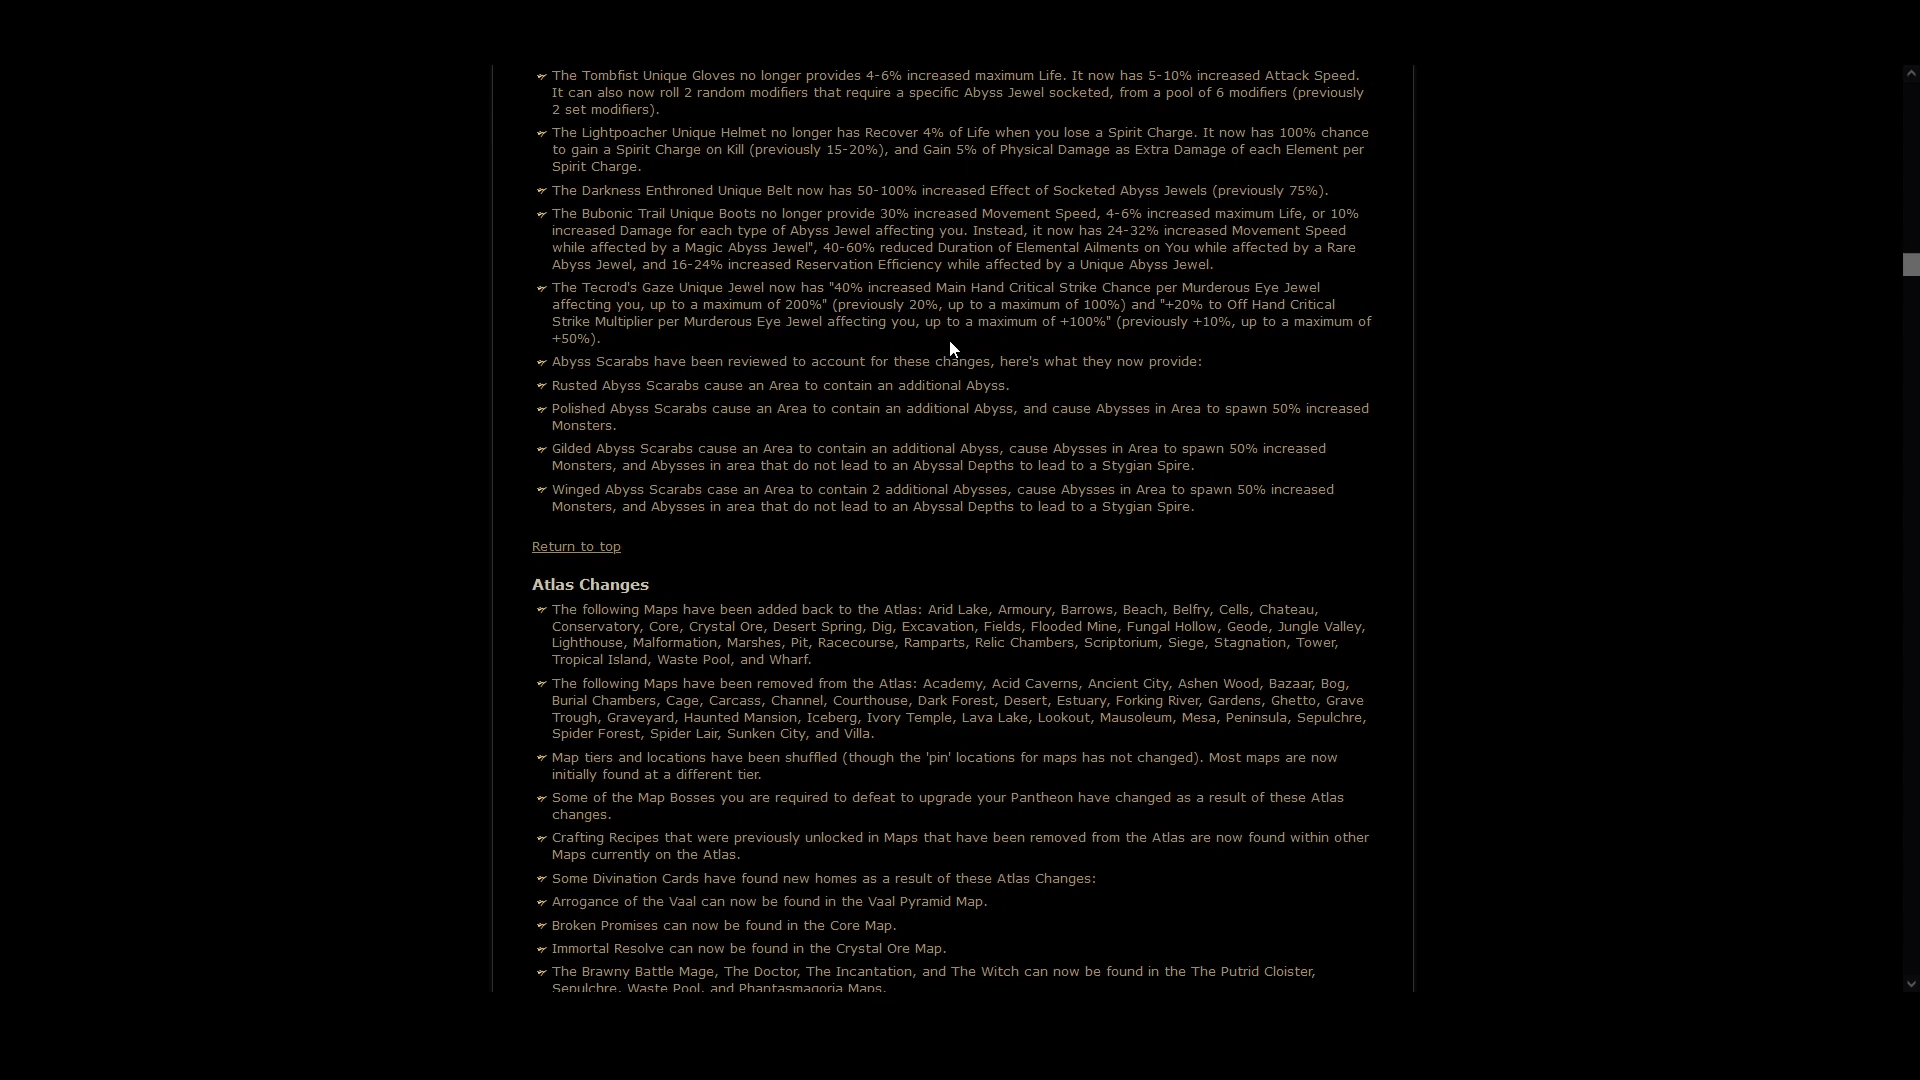 The Tombfist Unique Gloves no longer provides 4-6% increased maximum Life. It now has 5-10% increased Attack Speed.
It can also now roll 2 random modifiers that require a specific Abyss Jewel socketed, from a pool of 6 modifiers (previously
2 set modifiers).
The Lightpoacher Unique Helmet no longer has Recover 4% of Life when you lose a Spirit Charge. It now has 100% chance
to gain a Spirit Charge on Kill (previously 15-20%), and Gain 5% of Physical Damage as Extra Damage of each Element per
Spirit Charge.
The Darkness Enthroned Unique Belt now has 50-100% increased Effect of Socketed Abyss Jewels (previously 75%).
The Bubonic Trail Unique Boots no longer provide 30% increased Movement Speed, 4-6% increased maximum Life, or 10%
increased Damage for each type of Abyss Jewel affecting you. Instead, it now has 24-32% increased Movement Speed
while affected by a Magic Abyss Jewel", 40-60% reduced Duration of Elemental Ailments on You while affected by a Rare
Abyss Jewel, and 16-24% increased Reservation Efficiency while affected by a Unique Abyss Jewel.
The Tecrod's Gaze Unique Jewel now has "40% increased Main Hand Critical Strike Chance per Murderous Eye Jewel
affecting you, up to a maximum of 200%" (previously 20%, up to a maximum of 100%) and "+20% to Off Hand Critical
Strike Multiplier per Murderous Eye Jewel affecting you, up to a maximum of +100%" (previously +10%, up to a maximum of
+50%).
Abyss Scarabs have been reviewed to account for these changes, here's what they now provide:
Rusted Abyss Scarabs cause an Area to contain an additional Abyss.
Polished Abyss Scarabs cause an Area to contain an additional Abyss, and cause Abysses in Area to spawn 50% increased
Monsters.
Gilded Abyss Scarabs cause an Area to contain an additional Abyss, cause Abysses in Area to spawn 50% increased
Monsters, and Abysses in area that do not lead to an Abyssal Depths to lead to a Stygian Spire.
Winged Abyss Scarabs case an Area to contain 2 additional Abysses, cause Abysses in Area to spawn 50% increased
Monsters, and Abysses in area that do not lead to an Abyssal Depths to lead to a Stygian Spire.
Return to top
Atlas Changes
The following Maps have been added back to the Atlas: Arid Lake, Armoury, Barrows, Beach, Belfry, Cells, Chateau,
Conservatory, Core, Crystal Ore, Desert Spring, Dig, Excavation, Fields, Flooded Mine, Fungal Hollow, Geode, Jungle Valley,
Lighthouse, Malformation, Marshes, Pit, Racecourse, Ramparts, Relic Chambers, Scriptorium, Siege, Stagnation, Tower,
Tropical Island, Waste Pool, and Wharf.
The following Maps have been removed from the Atlas: Academy, Acid Caverns, Ancient City, Ashen Wood, Bazaar, Bog,
Burial Chambers, Cage, Carcass, Channel, Courthouse, Dark Forest, Desert, Estuary, Forking River, Gardens, Ghetto, Grave
Trough, Graveyard, Haunted Mansion, Iceberg, Ivory Temple, Lava Lake, Lookout, Mausoleum, Mesa, Peninsula, Sepulchre,
Spider Forest, Spider Lair, Sunken City, and Villa.
Map tiers and locations have been shuffled (though the 'pin' locations for maps has not changed). Most maps are now
initially found at a different tier.
Some of the Map Bosses you are required to defeat to upgrade your Pantheon have changed as a result of these Atlas
changes.
Crafting Recipes that were previously unlocked in Maps that have been removed from the Atlas are now found within other
Maps currently on the Atlas.
Some Divination Cards have found new homes as a result of these Atlas Changes:
Arrogance of the Vaal can now be found in the Vaal Pyramid Map.
Broken Promises can now be found in the Core Map.
Immortal Resolve can now be found in the Crystal Ore Map.
The Brawny Battle Mage, The Doctor, The Incantation, and The Witch can now be found in the The Putrid Cloister,
Sepulchre, Waste Pool, and Phantasmagoria Maps.